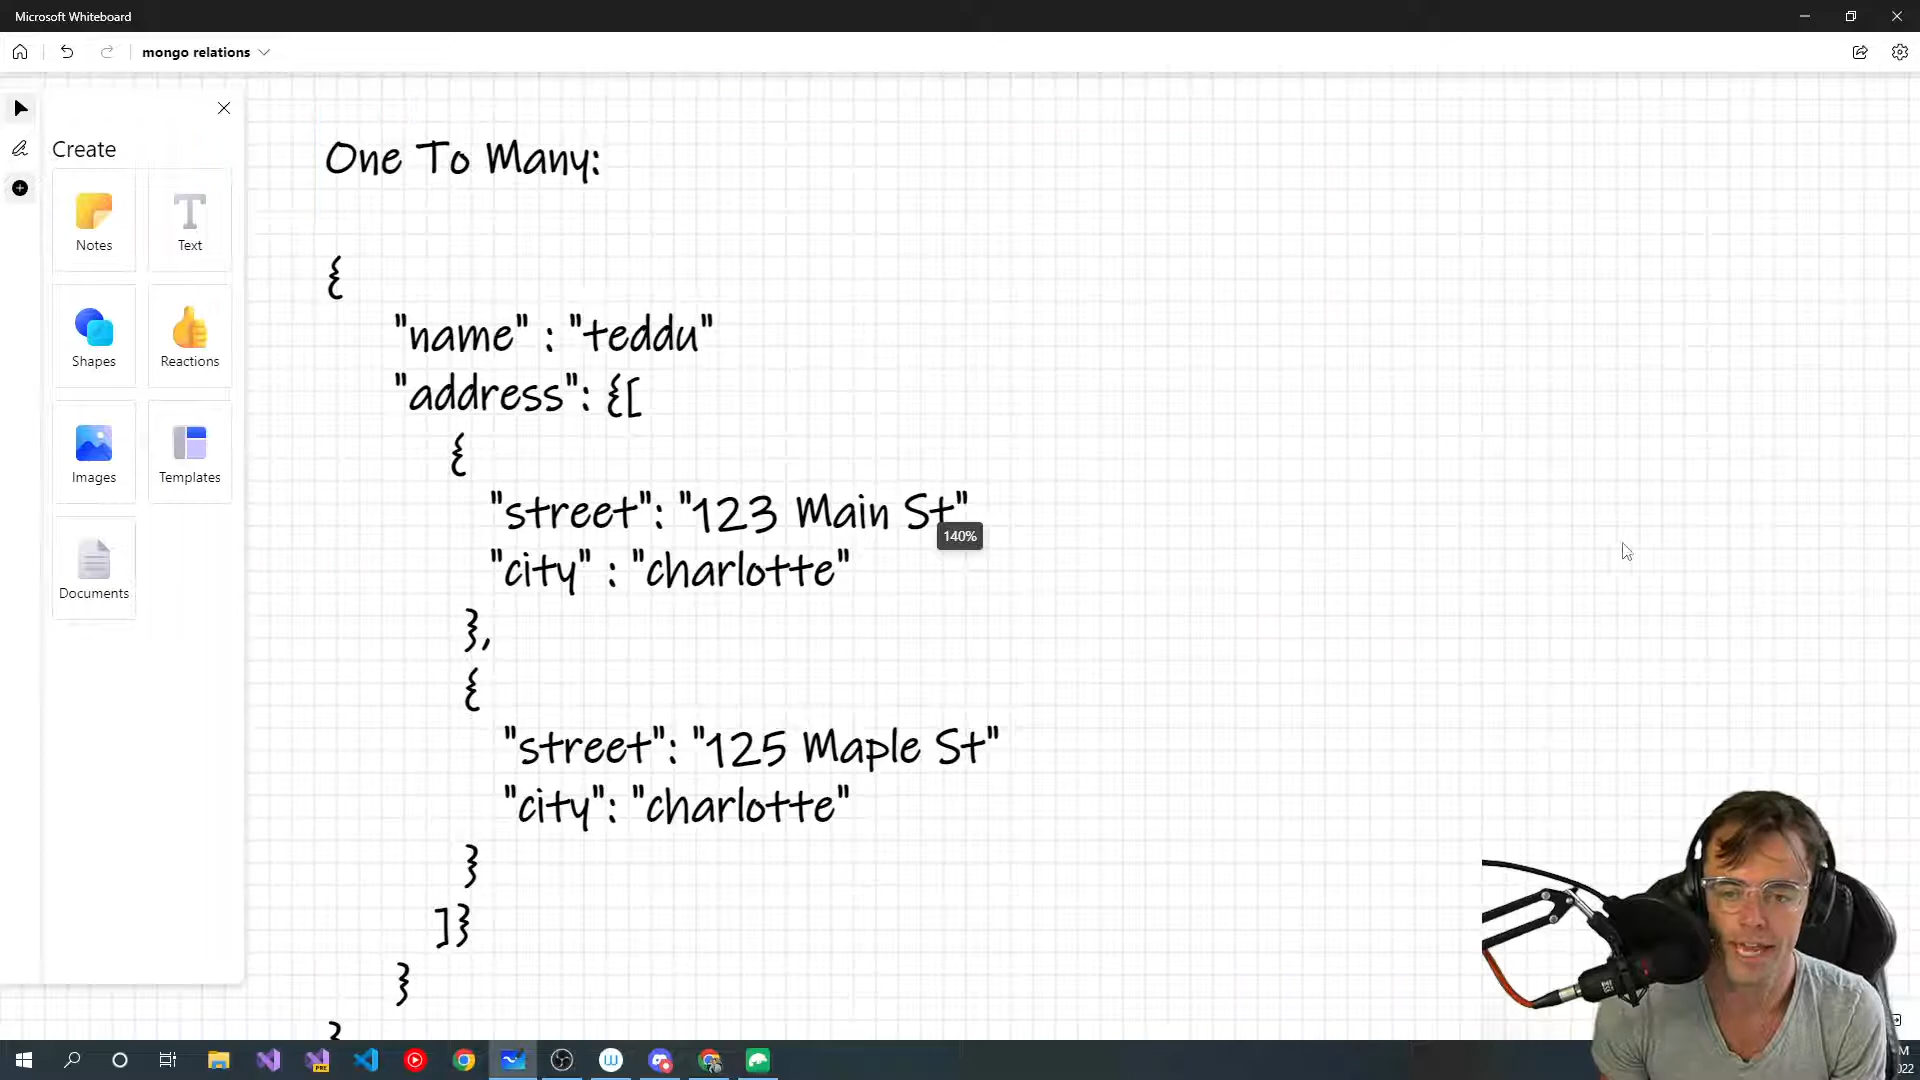 Microsoft Whiteboard
mongo relations
Create
Notes
Text
Shapes
Reactions
Images
Templates
Documents
One To Many:
{
"name" : "teddu"
"address": {[
{
"street": "123 Main St"
140%
"city" : "charlotte"
},
{
"street": "125 Maple St"
"city": "charlotte"
}
]}
}
}
PRE